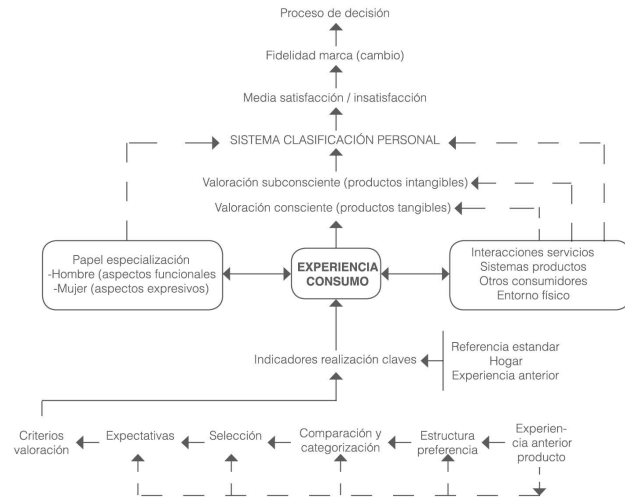 Proceso de decisión
Fidelidad marca (cambio)
Media satisfacción / insatisfacción
SISTEMA CLASIFICACIÓN PERSONAL
Valoración subconsciente (productos intangibles)
Valoración consciente (productos tangibles)
Papel especialización
-Hombre (aspectos funcionales
-Mujer (aspectos expresivos)
EXPERIENCIA
CONSUMO
Interacciones servicios
Sistemas productos
Otros consumidores
Entorno físico
Indicadores realización claves
Referencia estandar
Hogar
Experiencia anterior
Criterios
valoración
Expectativas
Selección
Comparación y
categorización
Estructura
preferencia
Experien-
cia anterior
producto